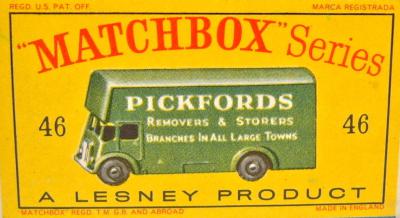 REGD. U.S. PAT. OFF. MARCA REGISTRADA
"MATCHBOX" Series
PICKFORDS
REMOVERS & STORERS
BRANCHES IN ALL LARGE TOWNS
46 46
A LESNEY PRODUCT
"MATCHBOX" REGD. T.M. G.B. AND ABROAD MADE IN ENGLAND